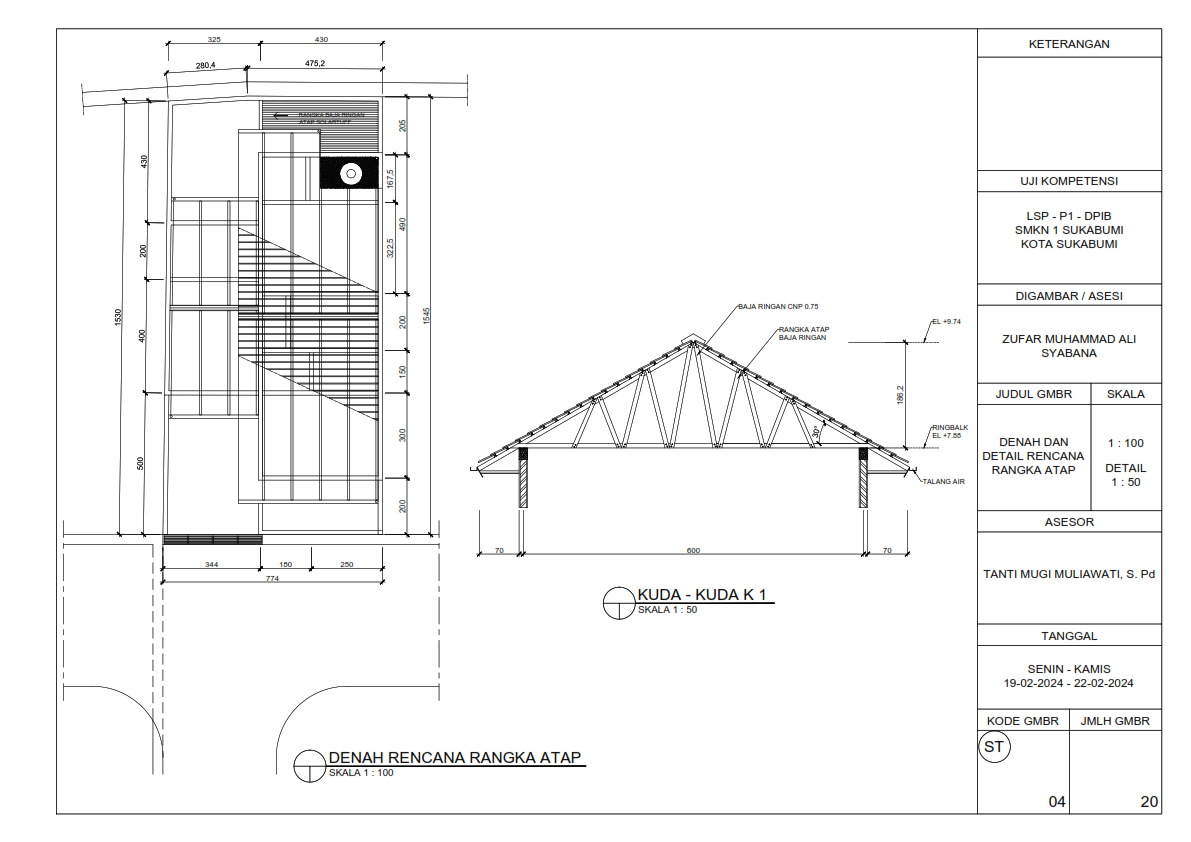 325
430
280,4
475,2
RANGKA BAJA RINGAN
ATAP SOLARTUFF
205
430
167,5
490
200
322,5
1530
1545
400
200
150
300
500
200
344
180
250
774
DENAH RENCANA RANGKA ATAP
SKALA 1 : 100
BAJA RINGAN CNP 0.75
RANGKA ATAP
BAJA RINGAN
EL +9.74
186,2
30°
RINGBALK
EL +7.88
TALANG AIR
70
600
70
KUDA - KUDA K 1
SKALA 1 : 50
KETERANGAN
UJI KOMPETENSI
LSP - P1 - DPIB
SMKN 1 SUKABUMI
KOTA SUKABUMI
DIGAMBAR / ASESI
ZUFAR MUHAMMAD ALI
SYABANA
JUDUL GMBR
SKALA
DENAH DAN
DETAIL RENCANA
RANGKA ATAP
1 : 100
DETAIL
1 : 50
ASESOR
TANTI MUGI MULIAWATI, S. Pd
TANGGAL
SENIN - KAMIS
19-02-2024 - 22-02-2024
KODE GMBR
JMLH GMBR
ST
04
20